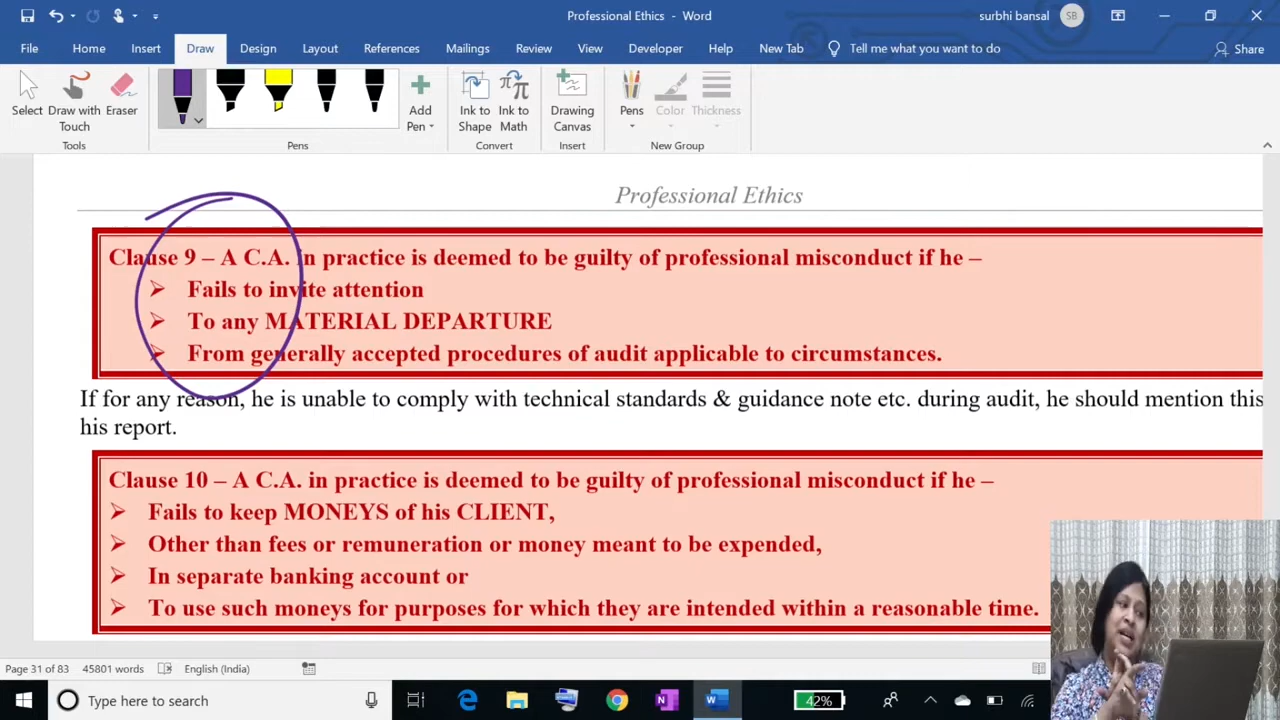 Professional Ethics - Word
surbhi bansal
SB
File Home Insert Draw Design Layout References Mailings Review View Developer Help New Tab Tell me what you want to do Share
Select Draw with Touch Eraser
Add Pen
Ink to Shape Ink to Math
Drawing Canvas
Pens Color Thickness
Tools Pens Convert Insert New Group
Professional Ethics
Clause 9 – A C.A. in practice is deemed to be guilty of professional misconduct if he –
➢ Fails to invite attention
➢ To any MATERIAL DEPARTURE
➢ From generally accepted procedures of audit applicable to circumstances.
If for any reason, he is unable to comply with technical standards & guidance note etc. during audit, he should mention this
his report.
Clause 10 – A C.A. in practice is deemed to be guilty of professional misconduct if he –
➢ Fails to keep MONEYS of his CLIENT,
➢ Other than fees or remuneration or money meant to be expended,
➢ In separate banking account or
➢ To use such moneys for purposes for which they are intended within a reasonable time.
Page 31 of 83 45801 words English (India)
Type here to search
42%